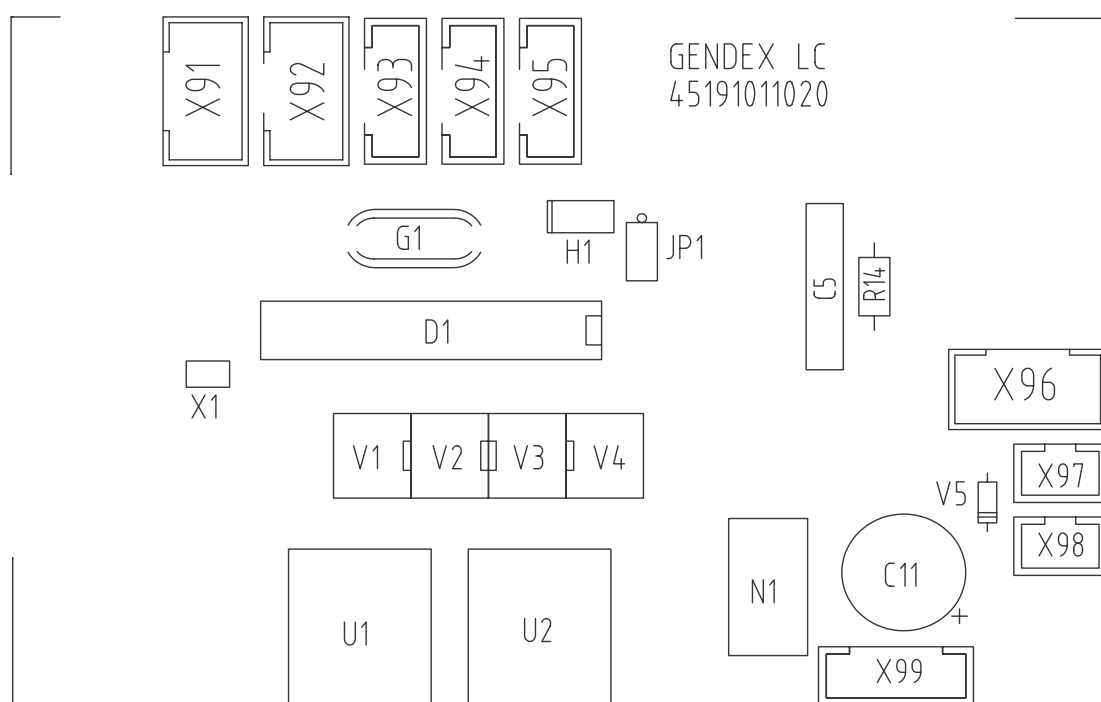 X91
X92
X93
X94
X95
GENDEX LC
45191011020
G1
H1
JP1
C5
R14
D1
X1
X96
V1
V2
V3
V4
X97
V5
X98
C11
N1
U1
U2
+
X99